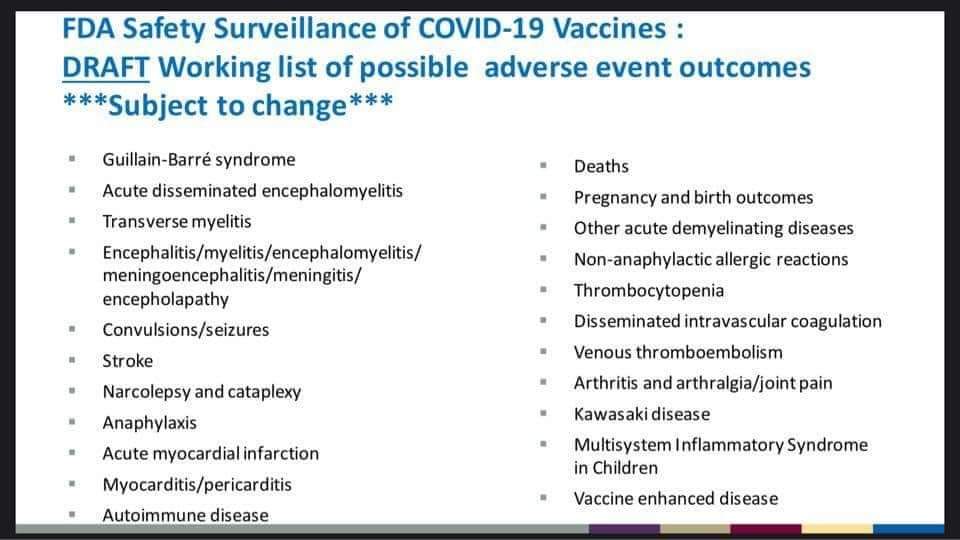 FDA Safety Surveillance of COVID-19 Vaccines :
DRAFT Working list of possible adverse event outcomes
***Subject to change***
Guillain-Barré syndrome
Acute disseminated encephalomyelitis
Transverse myelitis
Encephalitis/myelitis/encephalomyelitis/
meningoencephalitis/meningitis/
encepholapathy
Convulsions/seizures
Stroke
Narcolepsy and cataplexy
Anaphylaxis
Acute myocardial infarction
Myocarditis/pericarditis
Autoimmune disease
Deaths
Pregnancy and birth outcomes
Other acute demyelinating diseases
Non-anaphylactic allergic reactions
Thrombocytopenia
Disseminated intravascular coagulation
Venous thromboembolism
Arthritis and arthralgia/joint pain
Kawasaki disease
Multisystem Inflammatory Syndrome
in Children
Vaccine enhanced disease